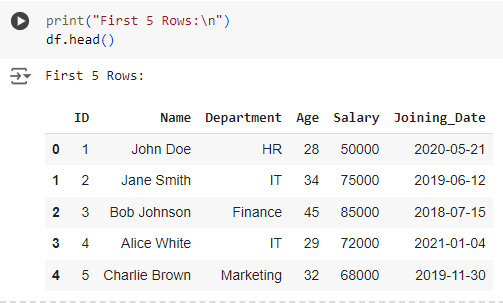 print("First 5 Rows:\n")
df.head()
First 5 Rows:
ID Name Department Age Salary Joining_Date
0 1 John Doe HR 28 50000 2020-05-21
1 2 Jane Smith IT 34 75000 2019-06-12
2 3 Bob Johnson Finance 45 85000 2018-07-15
3 4 Alice White IT 29 72000 2021-01-04
4 5 Charlie Brown Marketing 32 68000 2019-11-30